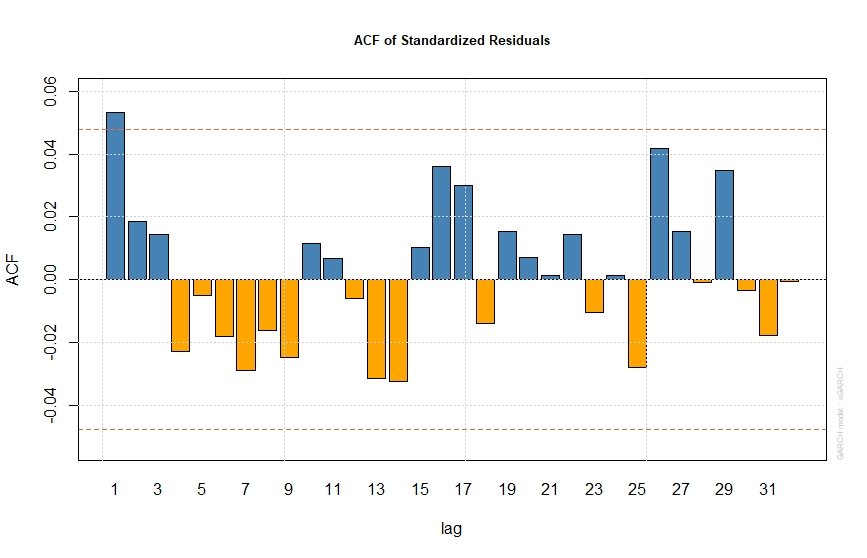 ACF of Standardized Residuals
0.06
0.04
0.02
0.00
-0.02
-0.04
ACF
1 3 5 7 9 11 13 15 17 19 21 23 25 27 29 31
lag
GARCH model : sGARCH